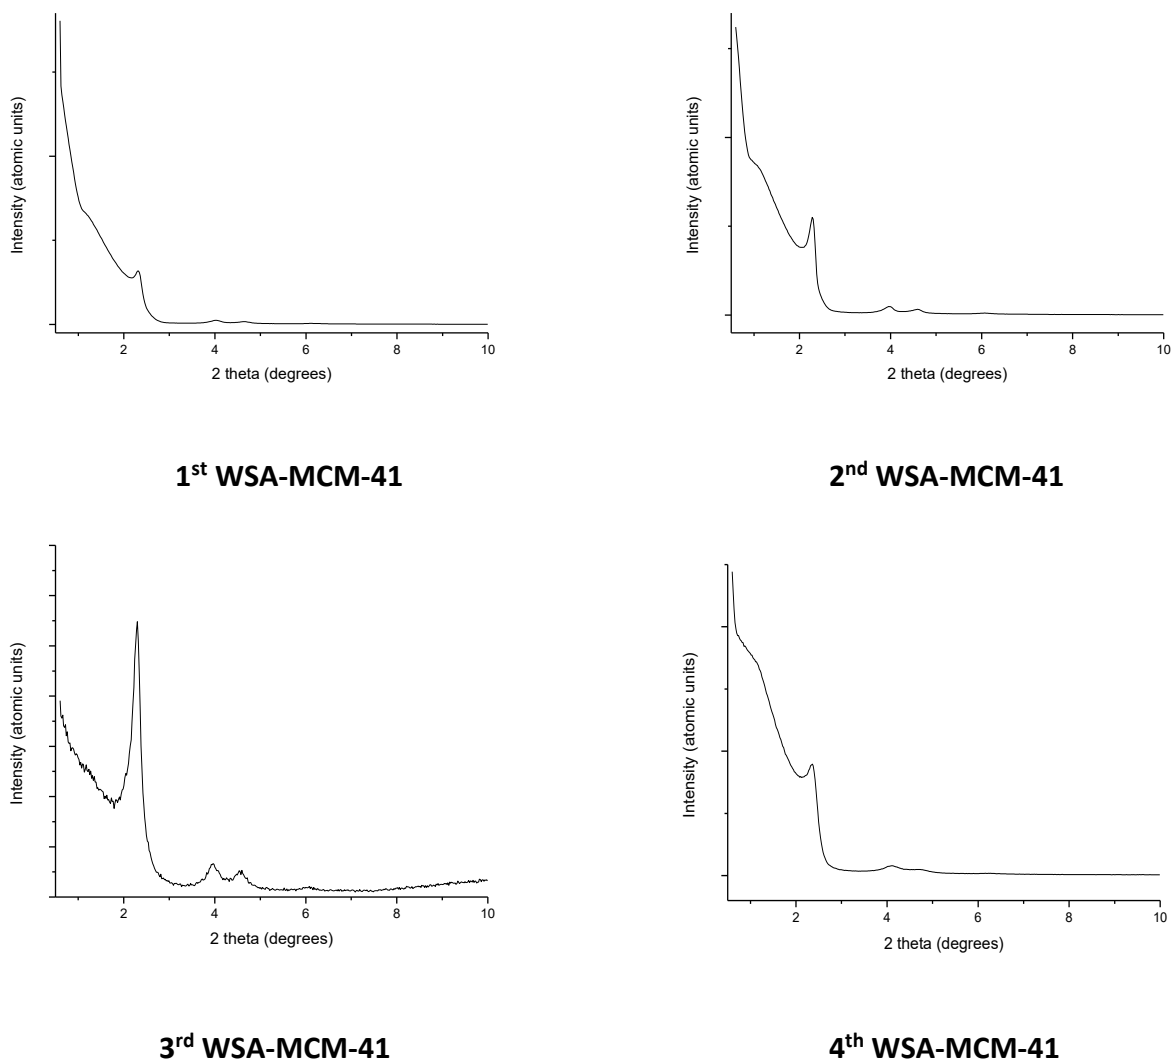 Intensity (atomic units)
2 4 6 8 10
2 theta (degrees)
1st WSA-MCM-41
Intensity (atomic units)
2 4 6 8 10
2 theta (degrees)
2nd WSA-MCM-41
Intensity (atomic units)
2 4 6 8 10
2 theta (degrees)
3rd WSA-MCM-41
Intensity (atomic units)
2 4 6 8 10
2 theta (degrees)
4th WSA-MCM-41